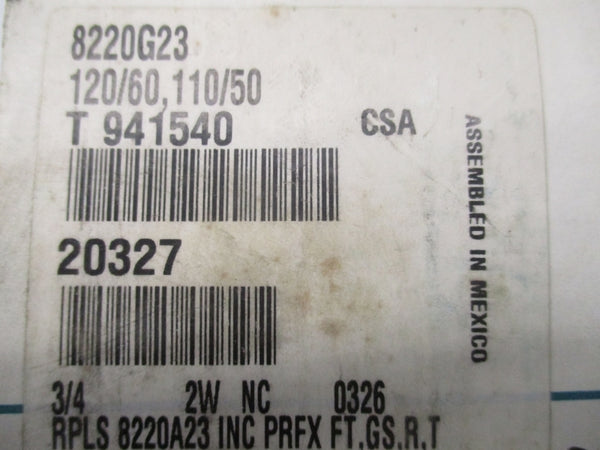 8220G23
120/60,110/50
T 941540 CSA
20327
3/4 2W NC 0326
RPLS 8220A23 INC PRFX FT,GS,R,T
ASSEMBLED IN MEXICO